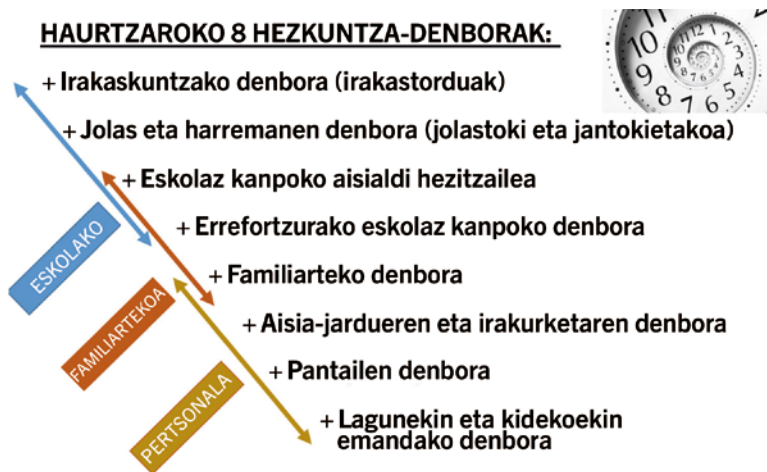 HAURTZAROKO 8 HEZKUNTZA-DENBORAK:
+ Irakaskuntzako denbora (irakastorduak)
+ Jolas eta harremanen denbora (jolastoki eta jantokietakoa)
+ Eskolaz kanpoko aisialdi hezitzailea
+ Errefortzurako eskolaz kanpoko denbora
+ Familiarteko denbora
+ Aisia-jardueren eta irakurketaren denbora
+ Pantailen denbora
+ Lagunekin eta kidekoekin
emandako denbora
ESKOLAKO
FAMILIARTEKOA
PERTSONALA